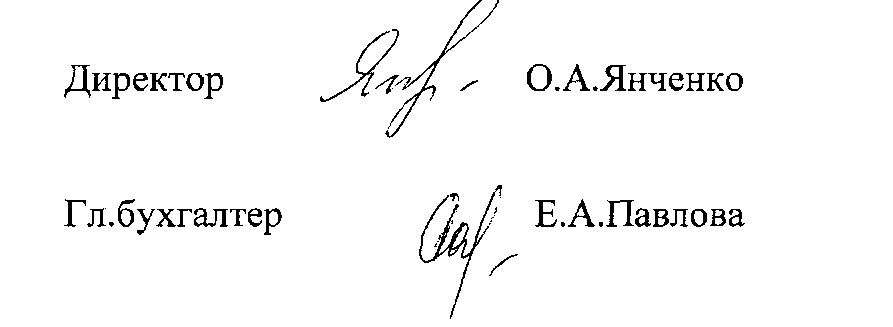 Директор О.А.Янченко
Гл.бухгалтер Е.А.Павлова